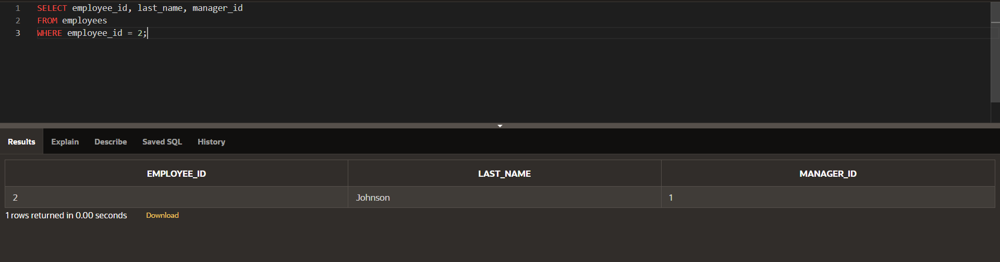 1 SELECT employee_id, last_name, manager_id
2 FROM employees
3 WHERE employee_id = 2;
Results Explain Describe Saved SQL History
EMPLOYEE_ID LAST_NAME MANAGER_ID
2 Johnson 1
1 rows returned in 0.00 seconds Download